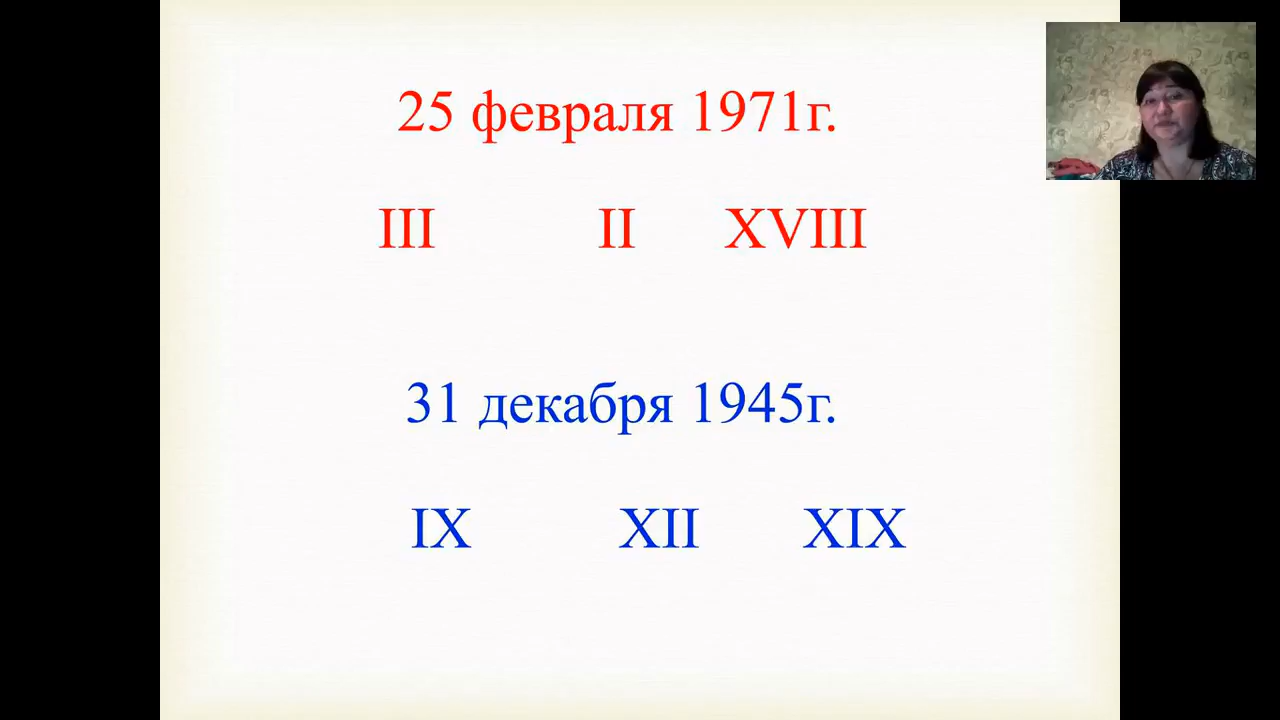 25 февраля 1971г.
III II XVIII
31 декабря 1945г.
IX XII XIX